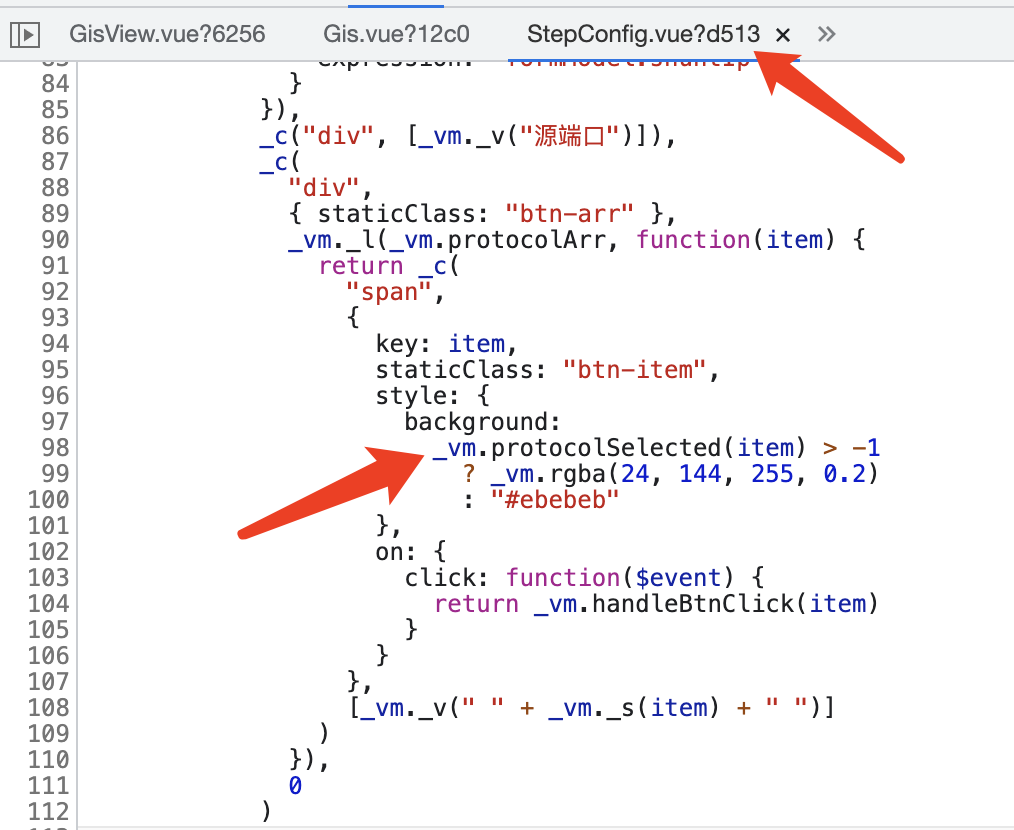 GisView.vue?6256 Gis.vue?12c0 StepConfig.vue?d513 × »
84 }
85 }),
86 _c("div", [_vm._v("源端口")]),
87 _c(
88 "div",
89 { staticClass: "btn-arr" },
90 _vm._l(_vm.protocolArr, function(item) {
91 return _c(
92 "span",
93 {
94 key: item,
95 staticClass: "btn-item",
96 style: {
97 background:
98 _vm.protocolSelected(item) > -1
99 ? _vm.rgba(24, 144, 255, 0.2)
100 : "#ebebeb"
101 },
102 on: {
103 click: function($event) {
104 return _vm.handleBtnClick(item)
105 }
106 }
107 },
108 [_vm._v(" " + _vm._s(item) + " ")]
109 )
110 }),
111 0
112 )